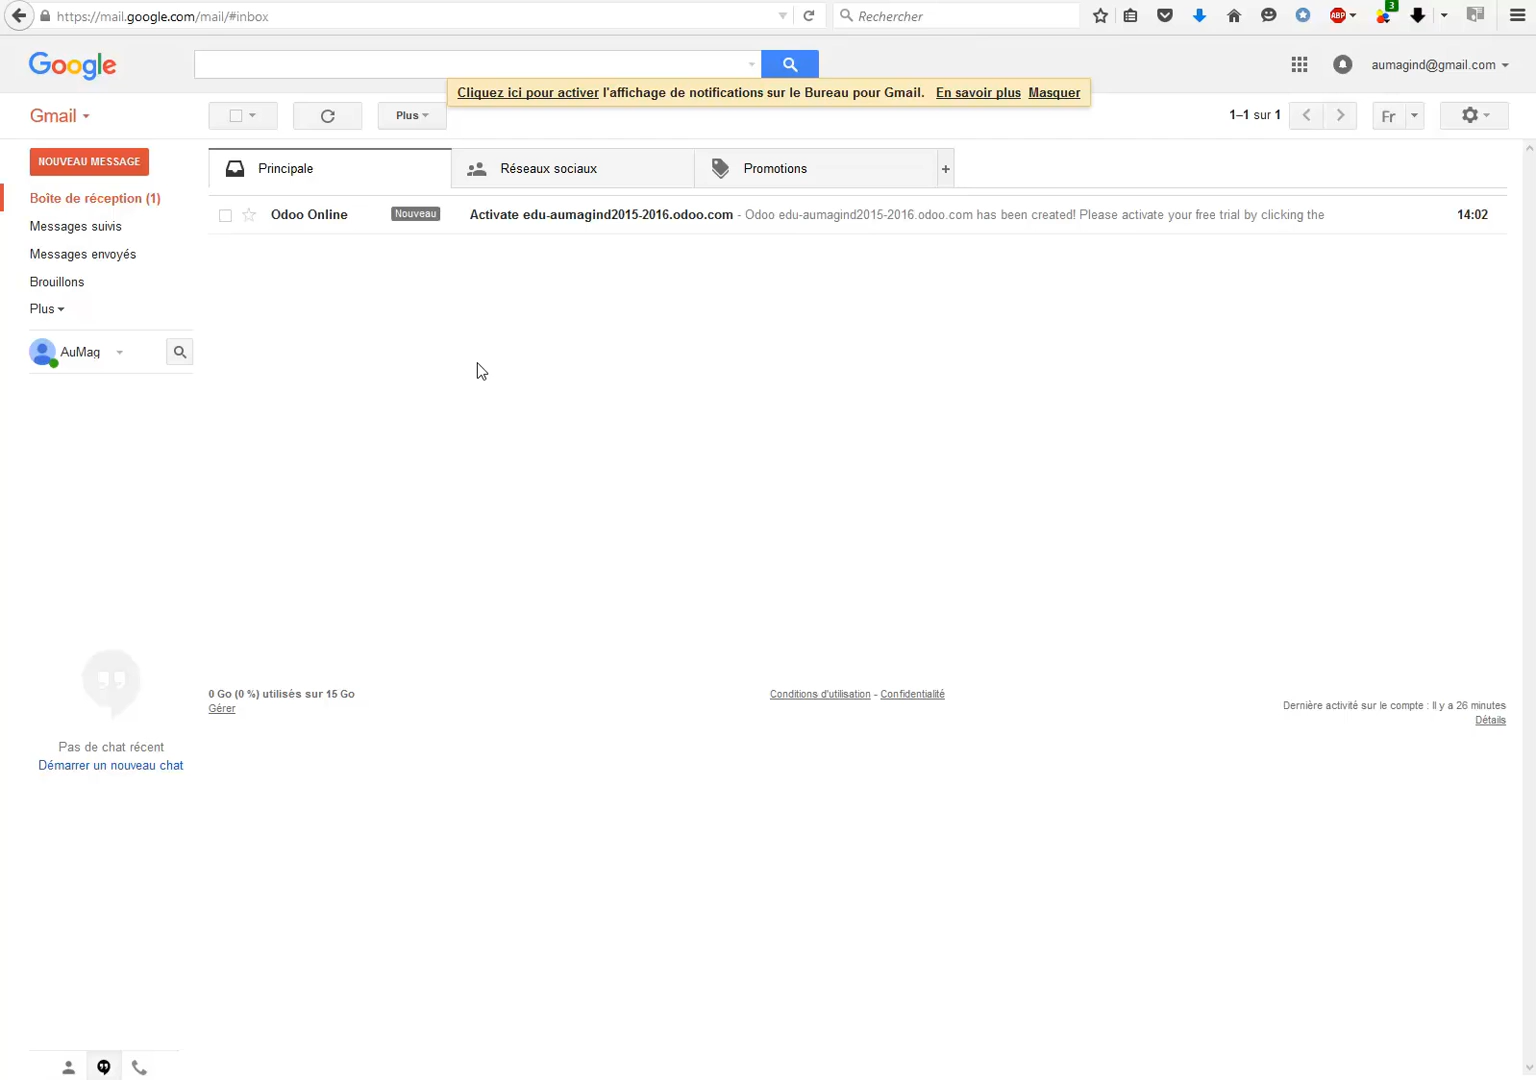 https://mail.google.com/mail/#inbox
Rechercher
ABP
3
Google
aumagind@gmail.com
Cliquez ici pour activer l'affichage de notifications sur le Bureau pour Gmail. En savoir plus Masquer
Gmail
Plus
1–1 sur 1
Fr
NOUVEAU MESSAGE
Principale
Réseaux sociaux
Promotions
+
Boîte de réception (1)
Odoo Online
Nouveau
Activate edu-aumagind2015-2016.odoo.com - Odoo edu-aumagind2015-2016.odoo.com has been created! Please activate your free trial by clicking the
14:02
Messages suivis
Messages envoyés
Brouillons
Plus
AuMag
0 Go (0 %) utilisés sur 15 Go
Gérer
Conditions d'utilisation - Confidentialité
Dernière activité sur le compte : Il y a 26 minutes
Détails
Pas de chat récent
Démarrer un nouveau chat